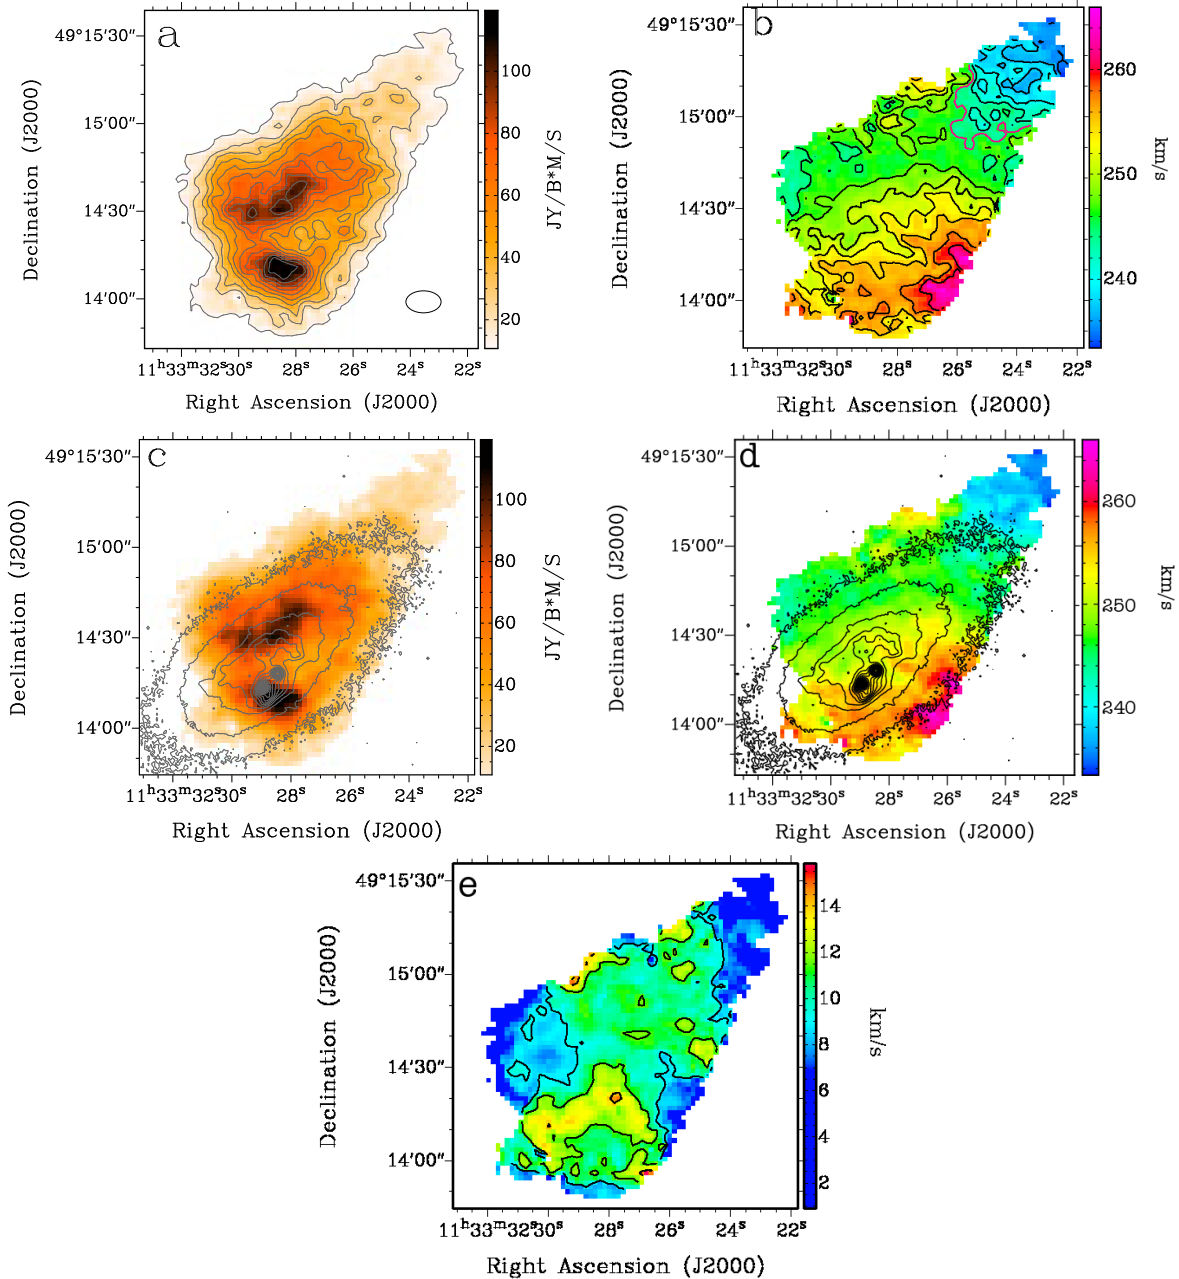 a
49°15′30″
15′00″
14′30″
14′00″
Declination (J2000)
11ʰ33ᵐ32ˢ30ˢ
28ˢ
26ˢ
24ˢ
22ˢ
Right Ascension (J2000)
100
80
60
40
20
JY/B*M/S
b
49°15′30″
15′00″
14′30″
14′00″
Declination (J2000)
11ʰ33ᵐ32ˢ30ˢ
28ˢ
26ˢ
24ˢ
22ˢ
Right Ascension (J2000)
260
250
240
km/s
c
49°15′30″
15′00″
14′30″
14′00″
Declination (J2000)
11ʰ33ᵐ32ˢ30ˢ
28ˢ
26ˢ
24ˢ
22ˢ
Right Ascension (J2000)
100
80
60
40
20
JY/B*M/S
d
49°15′30″
15′00″
14′30″
14′00″
Declination (J2000)
11ʰ33ᵐ32ˢ30ˢ
28ˢ
26ˢ
24ˢ
22ˢ
Right Ascension (J2000)
260
250
240
km/s
e
49°15′30″
15′00″
14′30″
14′00″
Declination (J2000)
11ʰ33ᵐ32ˢ30ˢ
28ˢ
26ˢ
24ˢ
22ˢ
Right Ascension (J2000)
14
12
10
8
6
4
2
km/s